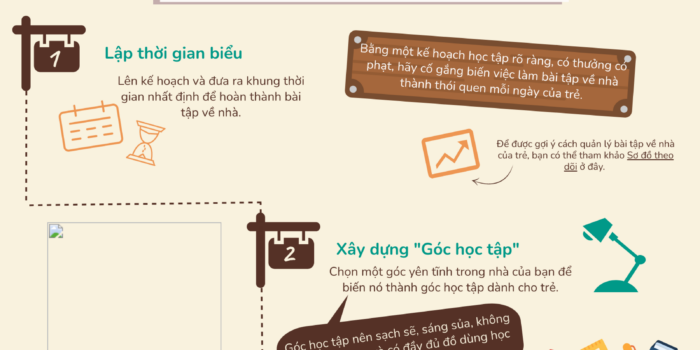 1
Lập thời gian biểu
Lên kế hoạch và đưa ra khung thời
gian nhất định để hoàn thành bài
tập về nhà.
Bằng một kế hoạch học tập rõ ràng, có thưởng có
phạt, hãy cố gắng biến việc làm bài tập về nhà
thành thói quen mỗi ngày của trẻ.
Để được gợi ý cách quản lý bài tập về nhà
của trẻ, bạn có thể tham khảo Sơ đồ theo
dõi ở đây.
2
Xây dựng "Góc học tập"
Chọn một góc yên tĩnh trong nhà của bạn để
biến nó thành góc học tập dành cho trẻ.
Góc học tập nên sạch sẽ, sáng sủa, không
có đầy đủ đồ dùng học